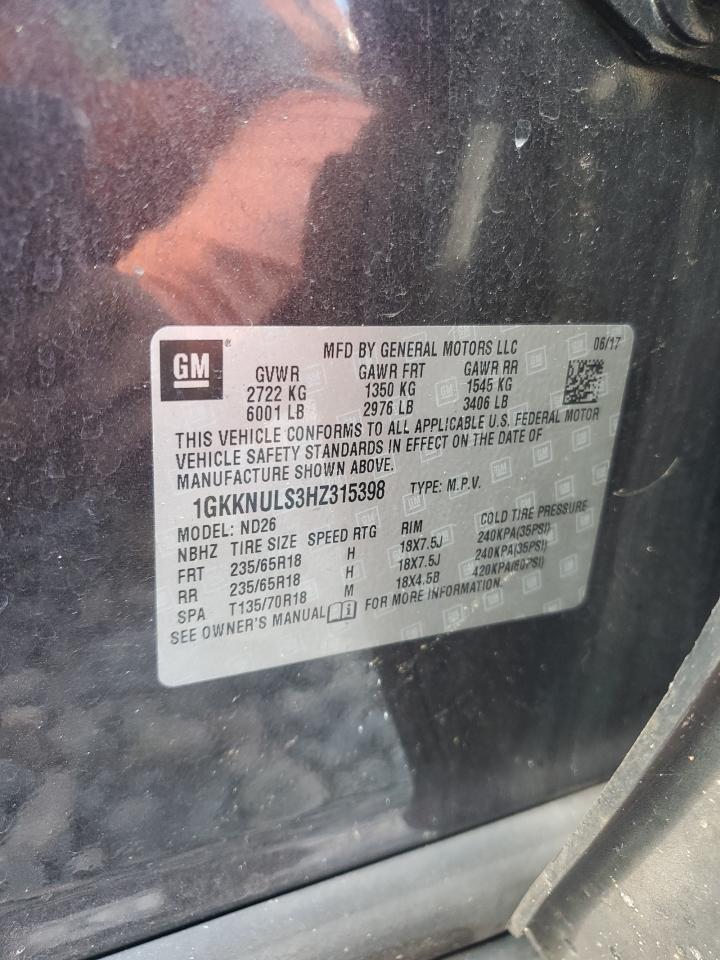 GM ®
MFD BY GENERAL MOTORS LLC 06/17
GVWR GAWR FRT GAWR RR
2722 KG 1350 KG 1545 KG
6001 LB 2976 LB 3406 LB
THIS VEHICLE CONFORMS TO ALL APPLICABLE U.S. FEDERAL MOTOR
VEHICLE SAFETY STANDARDS IN EFFECT ON THE DATE OF
MANUFACTURE SHOWN ABOVE.
1GKKNULS3HZ315398 TYPE: M.P.V.
MODEL: ND26
NBHZ TIRE SIZE SPEED RTG RIM COLD TIRE PRESSURE
FRT 235/65R18 H 18X7.5J 240KPA(35PSI)
RR 235/65R18 H 18X7.5J 240KPA(35PSI)
SPA T135/70R18 M 18X4.5B 420KPA(60PSI)
SEE OWNER'S MANUAL FOR MORE INFORMATION.